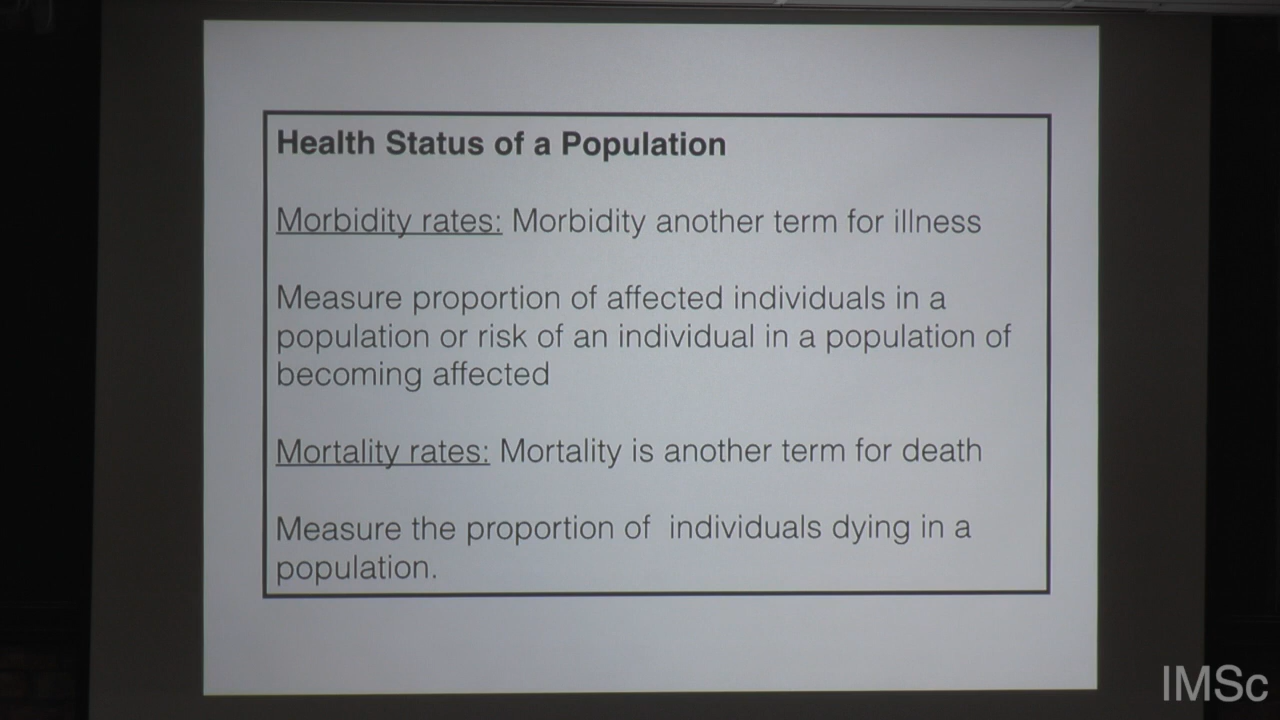 Health Status of a Population
Morbidity rates: Morbidity another term for illness
Measure proportion of affected individuals in a
population or risk of an individual in a population of
becoming affected
Mortality rates: Mortality is another term for death
Measure the proportion of  individuals dying in a
population.
IMSc